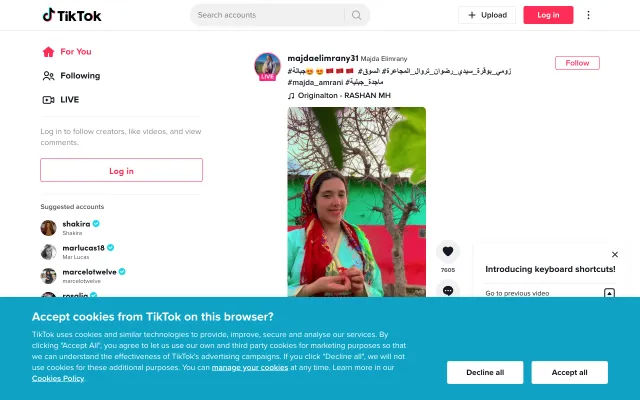 TikTok
Search accounts
Upload
Log in
For You
Following
LIVE
Log in to follow creators, like videos, and view
comments.
Log in
Suggested accounts
shakira
Shakira
marlucas18
Mar Lucas
marcelotwelve
marcelotwelve
rosalia
LIVE
majdaelimrany31 Majda Elimrany
#زومي_بوقرة_سيدي_رضوان_تروال_المجاعرة# السوق# 🇲🇦🇲🇦🇲🇦😍😍جبالة#
#majda_amrani #ماجدة_جبلية
♫ Originalton - RASHAN MH
Follow
7605
Introducing keyboard shortcuts!
Go to previous video
Accept cookies from TikTok on this browser?
TikTok uses cookies and similar technologies to provide, improve, secure and analyse our services. By
clicking "Accept All", you agree to let us use our own and third party cookies for marketing purposes so that
we can understand the effectiveness of TikTok's advertising campaigns. If you click "Decline all", we will not
use cookies for these additional purposes. You can manage your cookies at any time. Learn more in our
Cookies Policy.
Decline all
Accept all